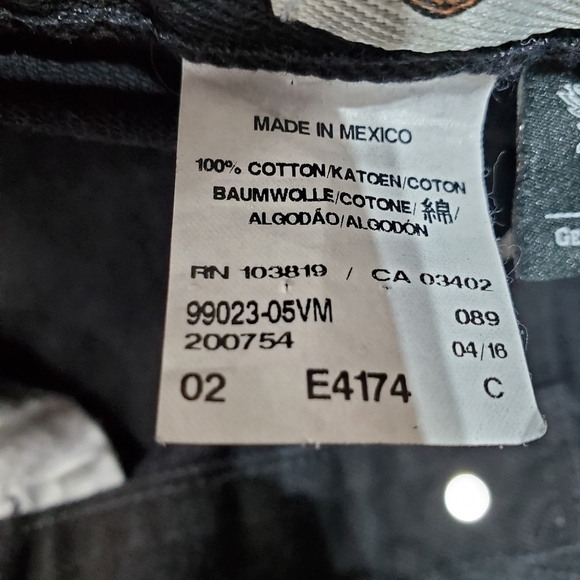 MADE IN MEXICO
100% COTTON/KATOEN/COTON
BAUMWOLLE/COTONE/綿/
ALGODÃO/ALGODÓN
RN 103819 / CA 03402
99023-05VM 089
200754 04/16
02 E4174 C